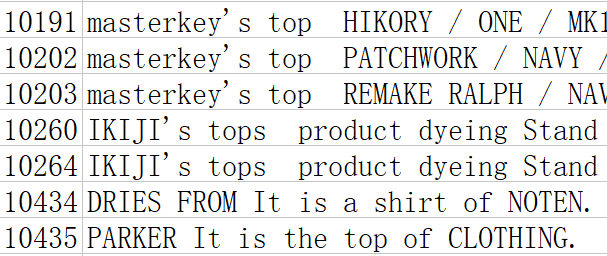 10191 masterkey's top  HIKORY / ONE / MK1
10202 masterkey's top  PATCHWORK / NAVY /
10203 masterkey's top  REMAKE RALPH / NAV
10260 IKIJI's tops  product dyeing Stand
10264 IKIJI's tops  product dyeing Stand
10434 DRIES FROM It is a shirt of NOTEN.
10435 PARKER It is the top of CLOTHING.